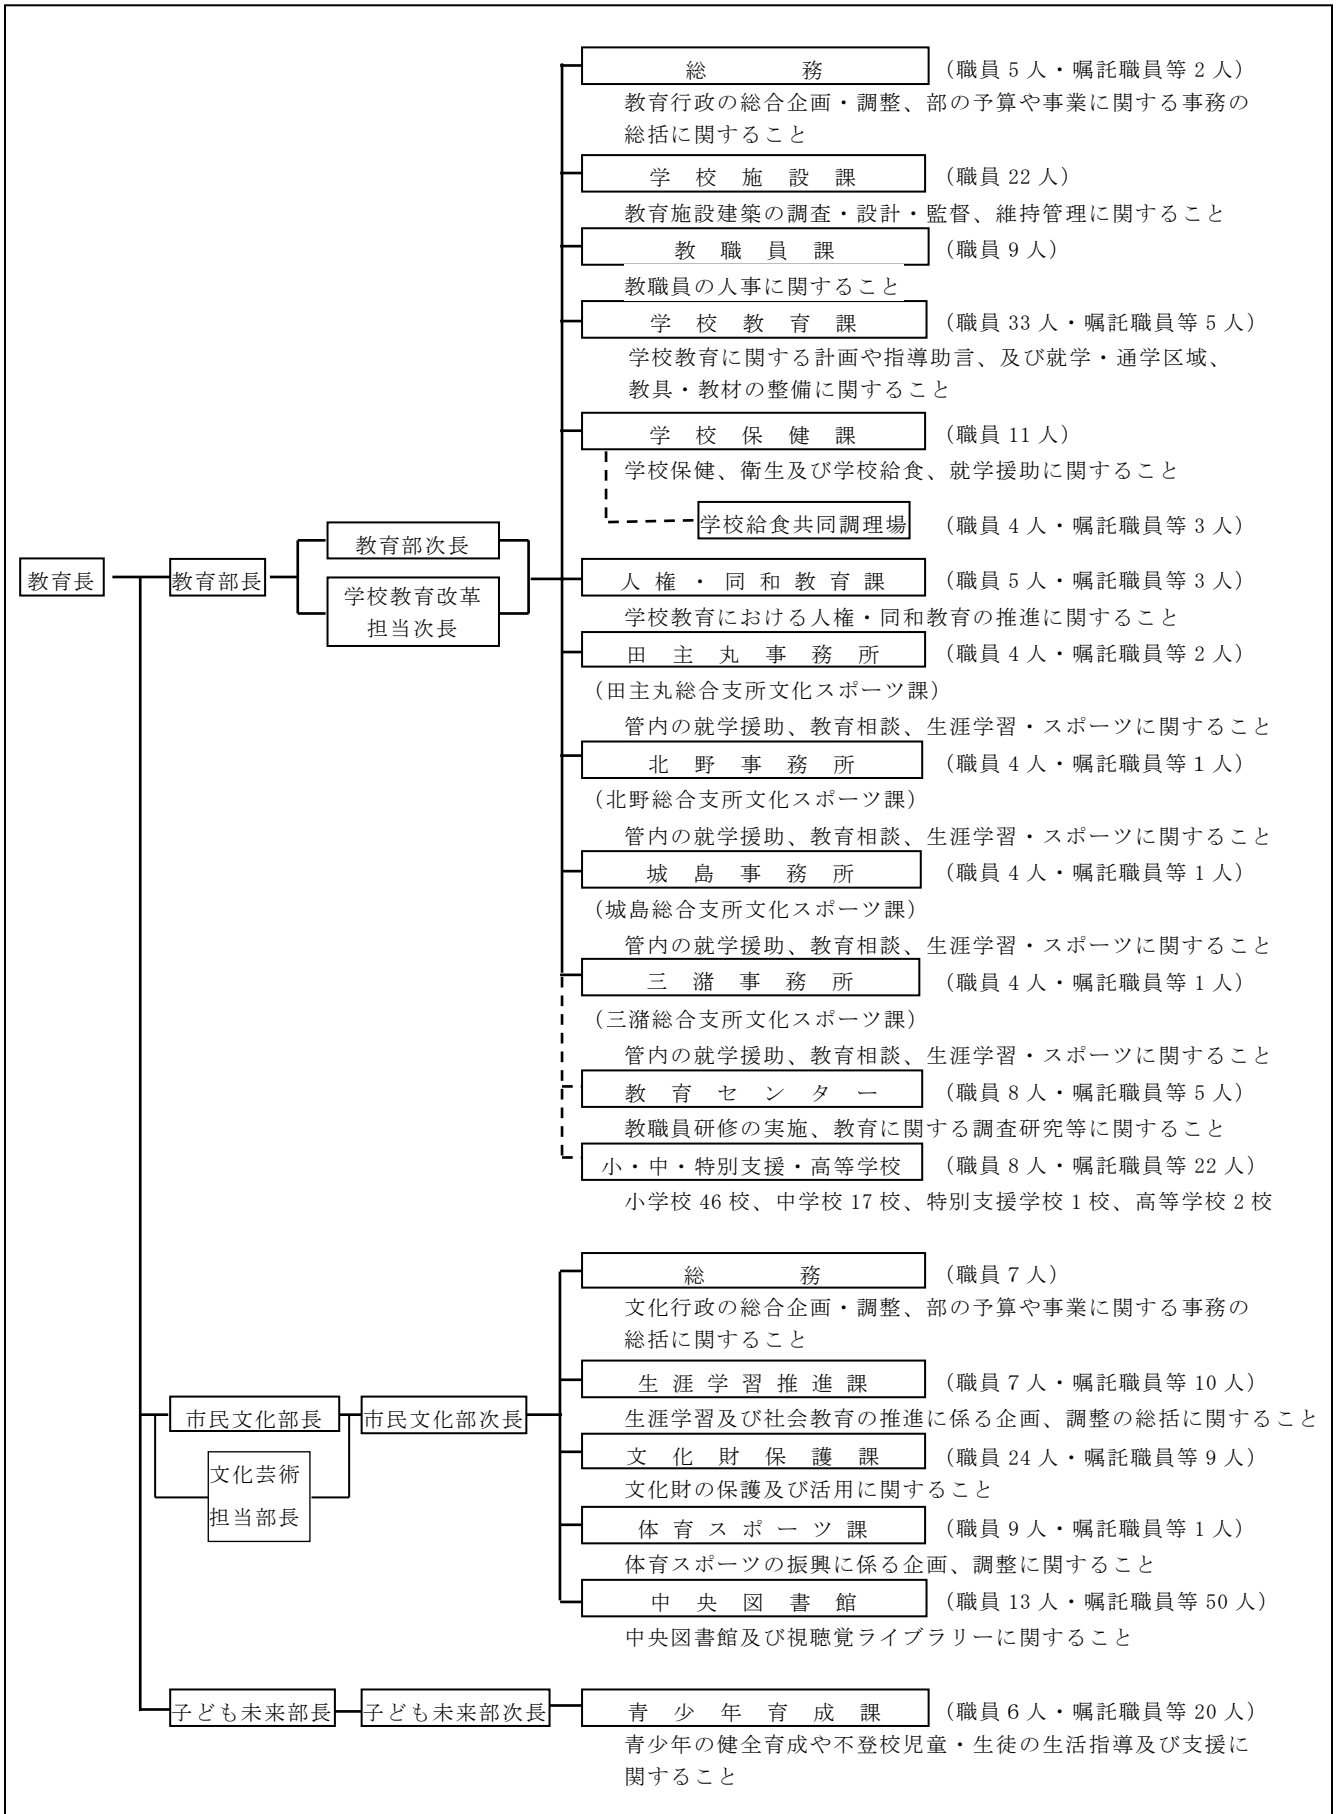 総務 (職員 5 人・嘱託職員等 2 人)
教育行政の総合企画・調整、部の予算や事業に関する事務の
総括に関すること
学校施設課 (職員 22 人)
教育施設建築の調査・設計・監督、維持管理に関すること
教職員課 (職員 9 人)
教職員の人事に関すること
学校教育課 (職員 33 人・嘱託職員等 5 人)
学校教育に関する計画や指導助言、及び就学・通学区域、
教具・教材の整備に関すること
学校保健課 (職員 11 人)
学校保健、衛生及び学校給食、就学援助に関すること
学校給食共同調理場 (職員 4 人・嘱託職員等 3 人)
教育長
教育部長
教育部次長
学校教育改革
担当次長
人権・同和教育課 (職員 5 人・嘱託職員等 3 人)
学校教育における人権・同和教育の推進に関すること
田主丸事務所 (職員 4 人・嘱託職員等 2 人)
(田主丸総合支所文化スポーツ課)
管内の就学援助、教育相談、生涯学習・スポーツに関すること
北野事務所 (職員 4 人・嘱託職員等 1 人)
(北野総合支所文化スポーツ課)
管内の就学援助、教育相談、生涯学習・スポーツに関すること
城島事務所 (職員 4 人・嘱託職員等 1 人)
(城島総合支所文化スポーツ課)
管内の就学援助、教育相談、生涯学習・スポーツに関すること
三潴事務所 (職員 4 人・嘱託職員等 1 人)
(三潴総合支所文化スポーツ課)
管内の就学援助、教育相談、生涯学習・スポーツに関すること
教育センター (職員 8 人・嘱託職員等 5 人)
教職員研修の実施、教育に関する調査研究等に関すること
小・中・特別支援・高等学校 (職員 8 人・嘱託職員等 22 人)
小学校 46 校、中学校 17 校、特別支援学校 1 校、高等学校 2 校
総務 (職員 7 人)
文化行政の総合企画・調整、部の予算や事業に関する事務の
総括に関すること
生涯学習推進課 (職員 7 人・嘱託職員等 10 人)
市民文化部長
市民文化部次長
生涯学習及び社会教育の推進に係る企画、調整の総括に関すること
文化財保護課 (職員 24 人・嘱託職員等 9 人)
文化芸術
担当部長
文化財の保護及び活用に関すること
体育スポーツ課 (職員 9 人・嘱託職員等 1 人)
体育スポーツの振興に係る企画、調整に関すること
中央図書館 (職員 13 人・嘱託職員等 50 人)
中央図書館及び視聴覚ライブラリーに関すること
子ども未来部長
子ども未来部次長
青少年育成課 (職員 6 人・嘱託職員等 20 人)
青少年の健全育成や不登校児童・生徒の生活指導及び支援に
関すること